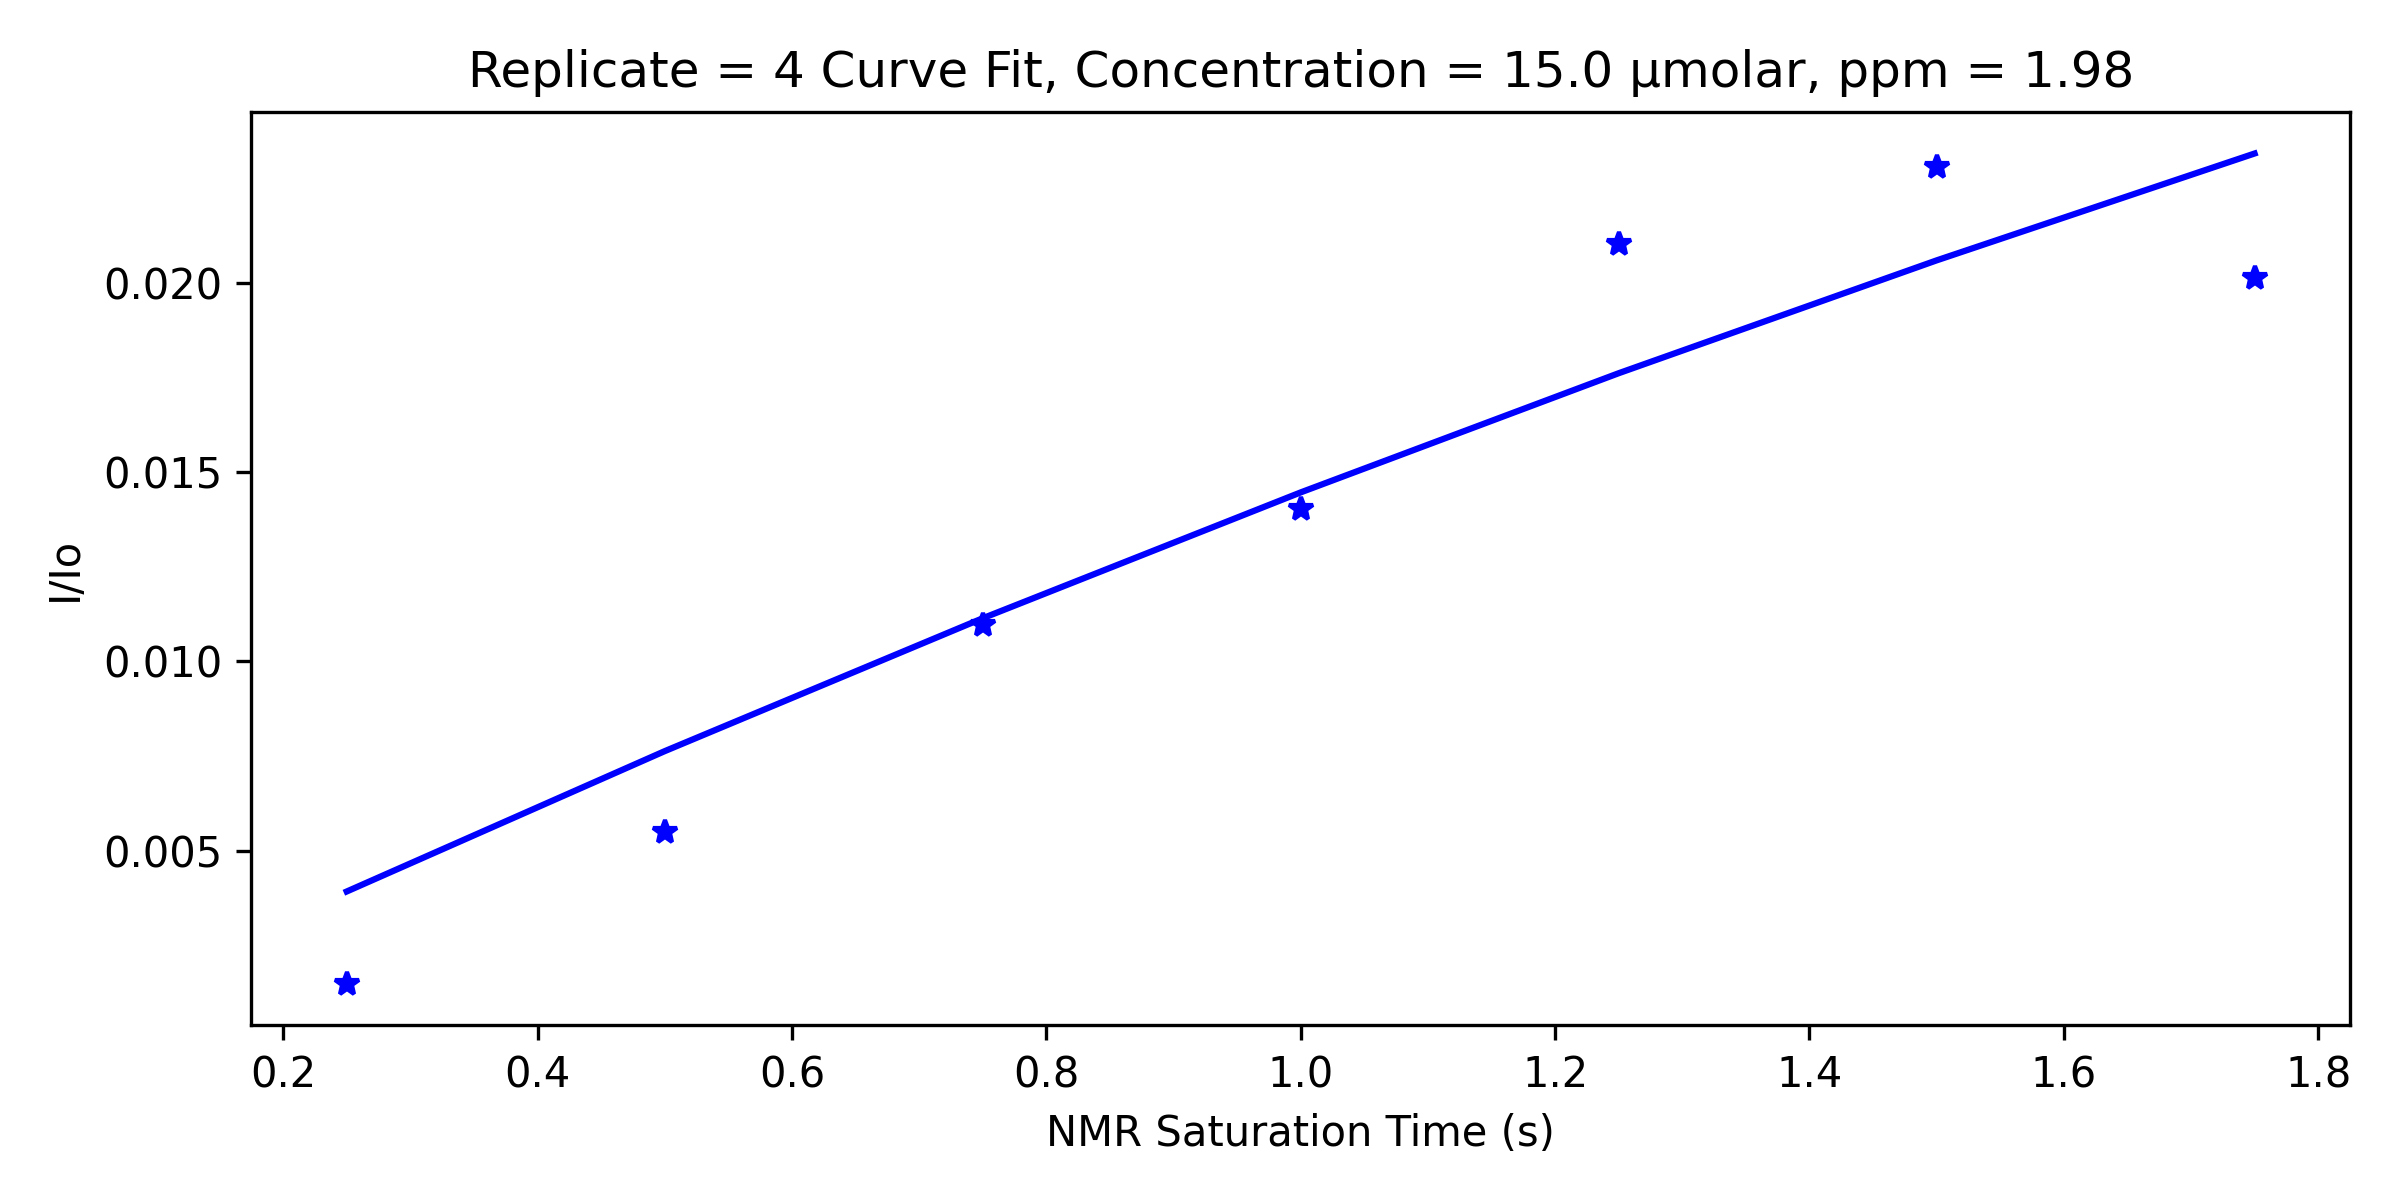 Replicate = 4 Curve Fit, Concentration = 15.0 μmolar, ppm = 1.98
I/Io
0.020
0.015
0.010
0.005
0.2 0.4 0.6 0.8 1.0 1.2 1.4 1.6 1.8
NMR Saturation Time (s)